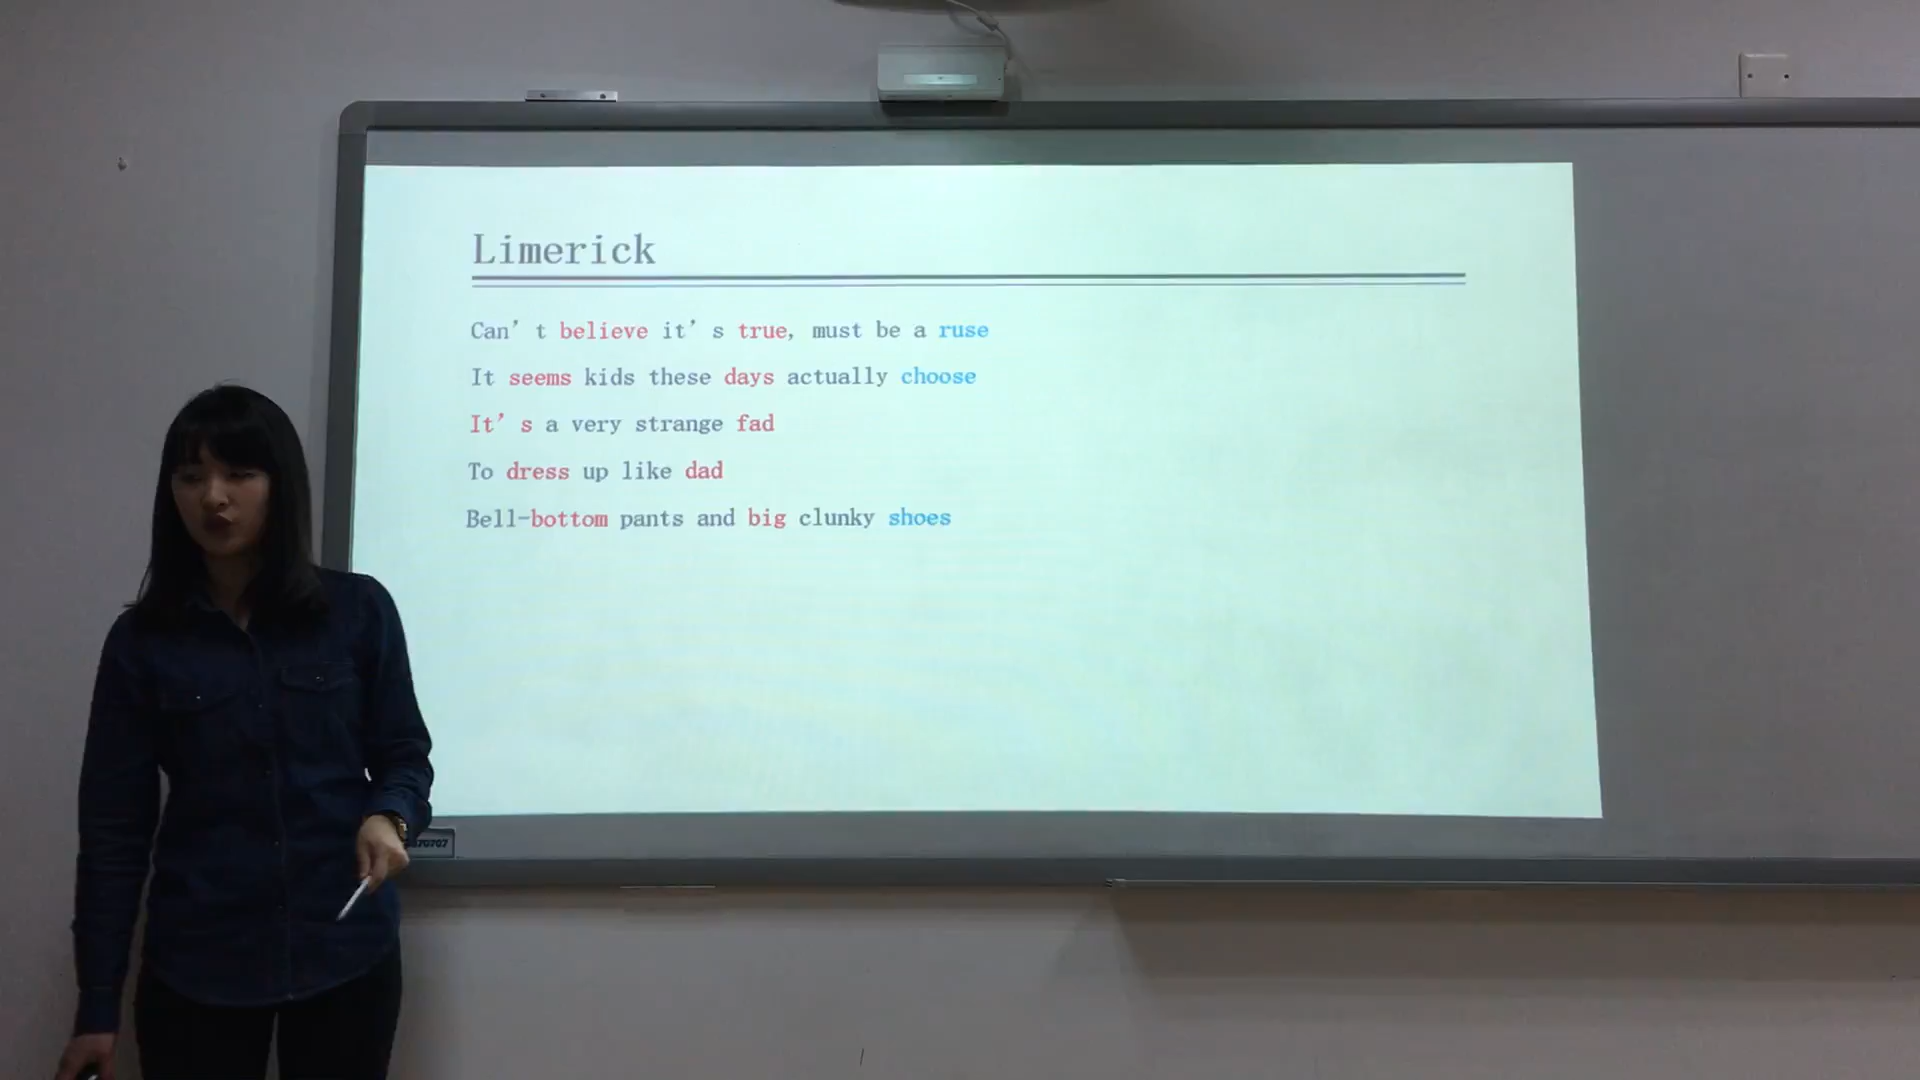 Limerick
Can’t believe it’s true, must be a ruse
It seems kids these days actually choose
It’s a very strange fad
To dress up like dad
Bell-bottom pants and big clunky shoes